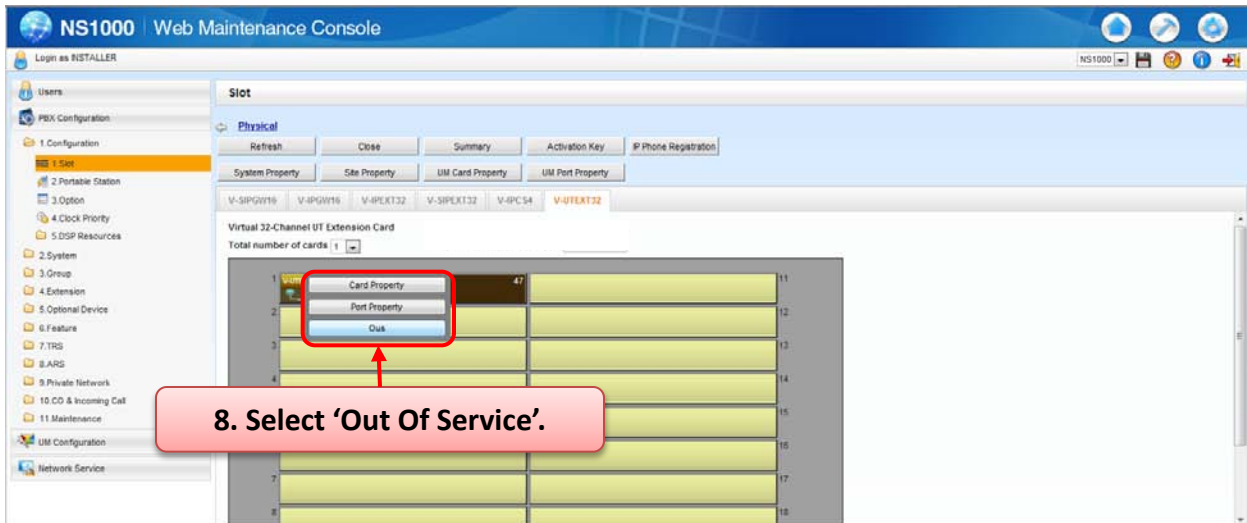 NS1000 Web Maintenance Console
Login as INSTALLER
NS1000
Users
PBX Configuration
1.Configuration
1.Slot
2.Portable Station
3.Option
4.Clock Priority
5.DSP Resources
2.System
3.Group
4.Extension
5.Optional Device
6.Feature
7.TRS
8.ARS
9.Private Network
10.CO & Incoming Call
11.Maintenance
UM Configuration
Network Service
Slot
Physical
Refresh Close Summary Activation Key IP Phone Registration
System Property Site Property UM Card Property UM Port Property
V-SIPGW16 V-IPGW16 V-IPEXT32 V-SIPEXT32 V-IPCS4 V-UTEXT32
Virtual 32-Channel UT Extension Card
Total number of cards 1
1 47 11
Card Property
Port Property
Ous
2 12
3 13
4 14
15
16
7 17
8 18
8. Select ‘Out Of Service’.